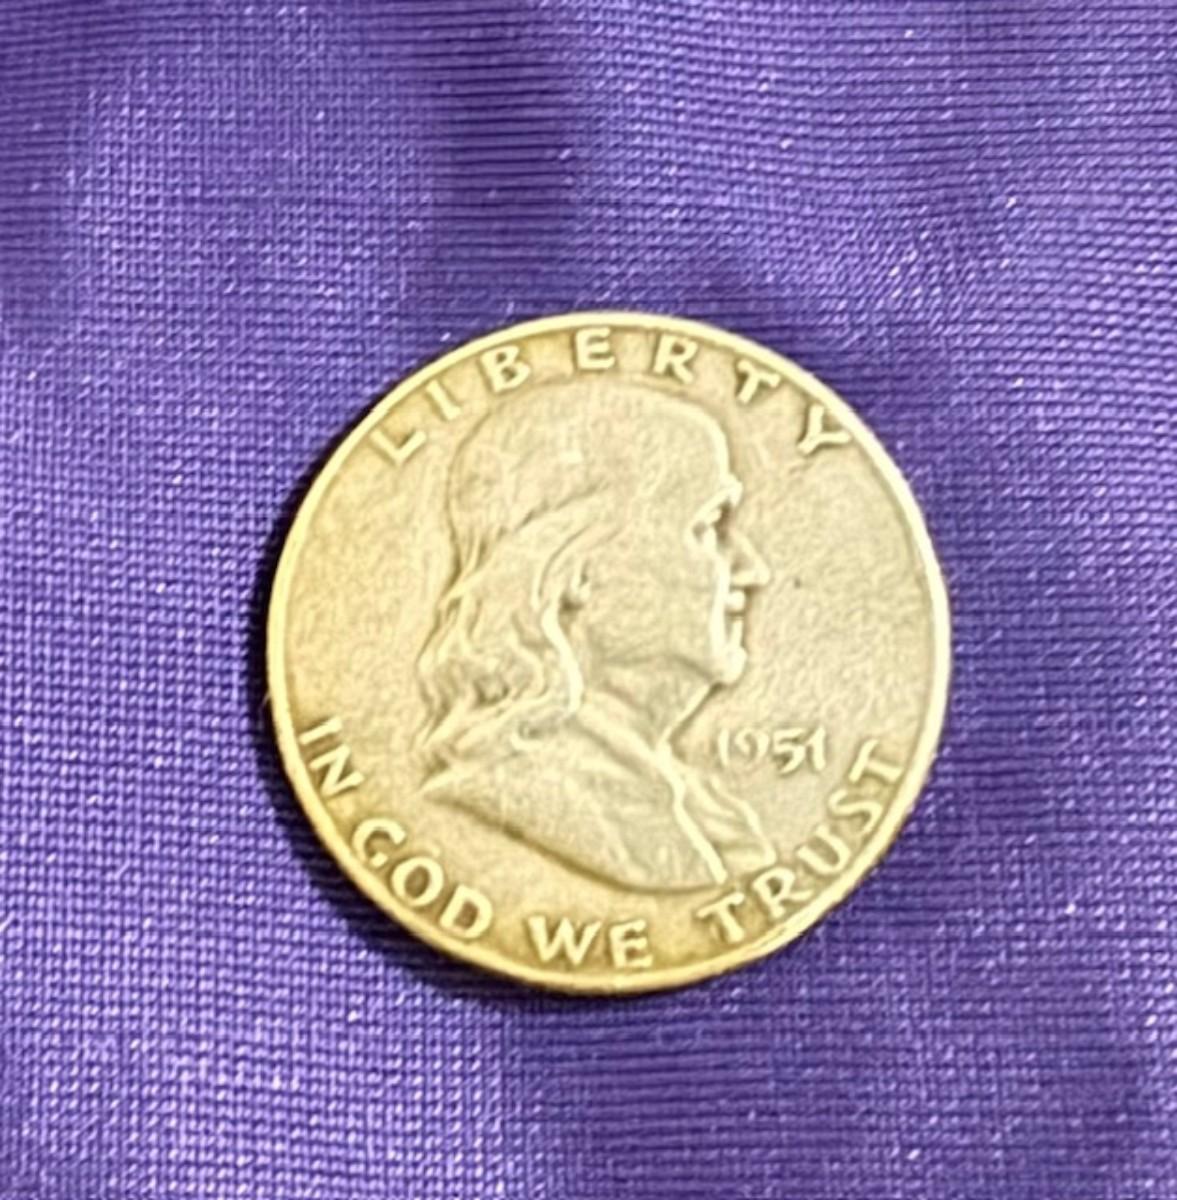 LIBERTY
1951
IN GOD WE TRUST